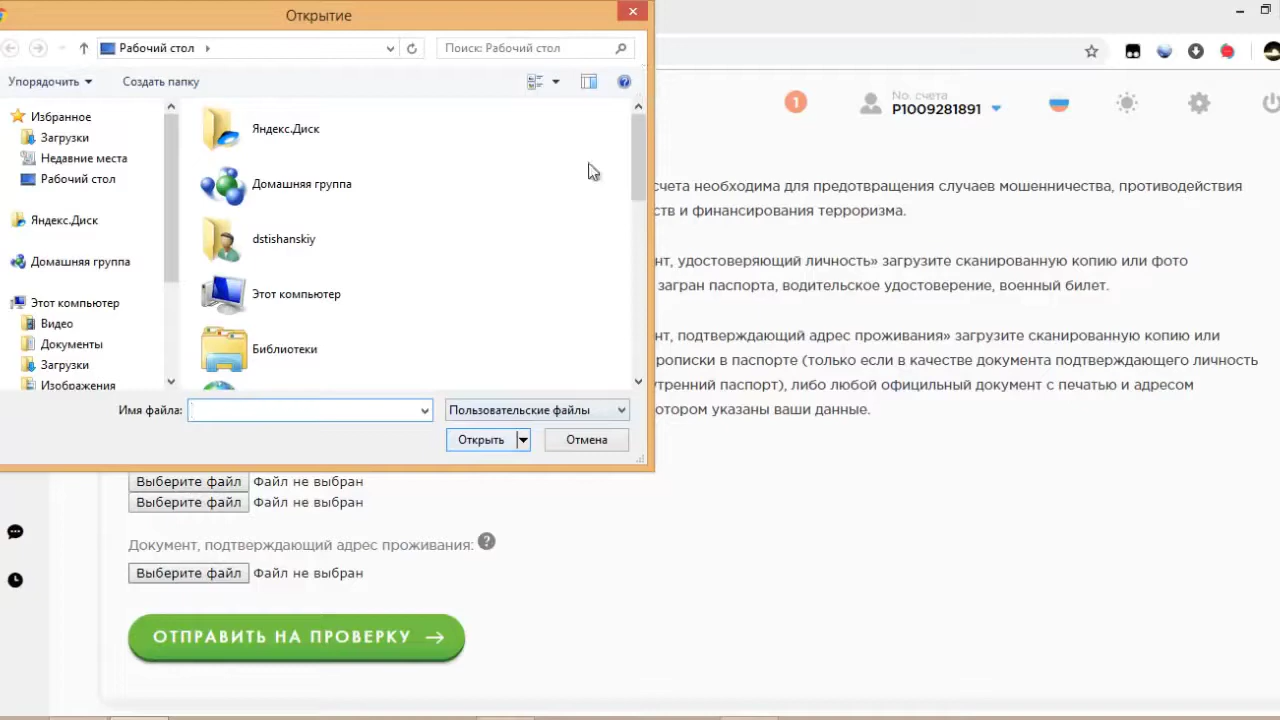 Открытие
Рабочий стол
Поиск: Рабочий стол
Упорядочить
Создать папку
Избранное
Загрузки
Недавние места
Рабочий стол
Яндекс.Диск
Домашняя группа
Этот компьютер
Видео
Документы
Загрузки
Изображения
Яндекс.Диск
Домашняя группа
dstishanskiy
Этот компьютер
Библиотеки
Имя файла:
Пользовательские файлы
Открыть
Отмена
1
No. счета
P1009281891
счета необходима для предотвращения случаев мошенничества, противодействия
ств и финансирования терроризма.
нт, удостоверяющий личность» загрузите сканированную копию или фото
загран паспорта, водительское удостоверение, военный билет.
нт, подтверждающий адрес проживания» загрузите сканированную копию или
рописки в паспорте (только если в качестве документа подтверждающего личность
утренний паспорт), либо любой официльный документ с печатью и адресом
отором указаны ваши данные.
Выберите файл Файл не выбран
Выберите файл Файл не выбран
Документ, подтверждающий адрес проживания: ?
Выберите файл Файл не выбран
ОТПРАВИТЬ НА ПРОВЕРКУ →